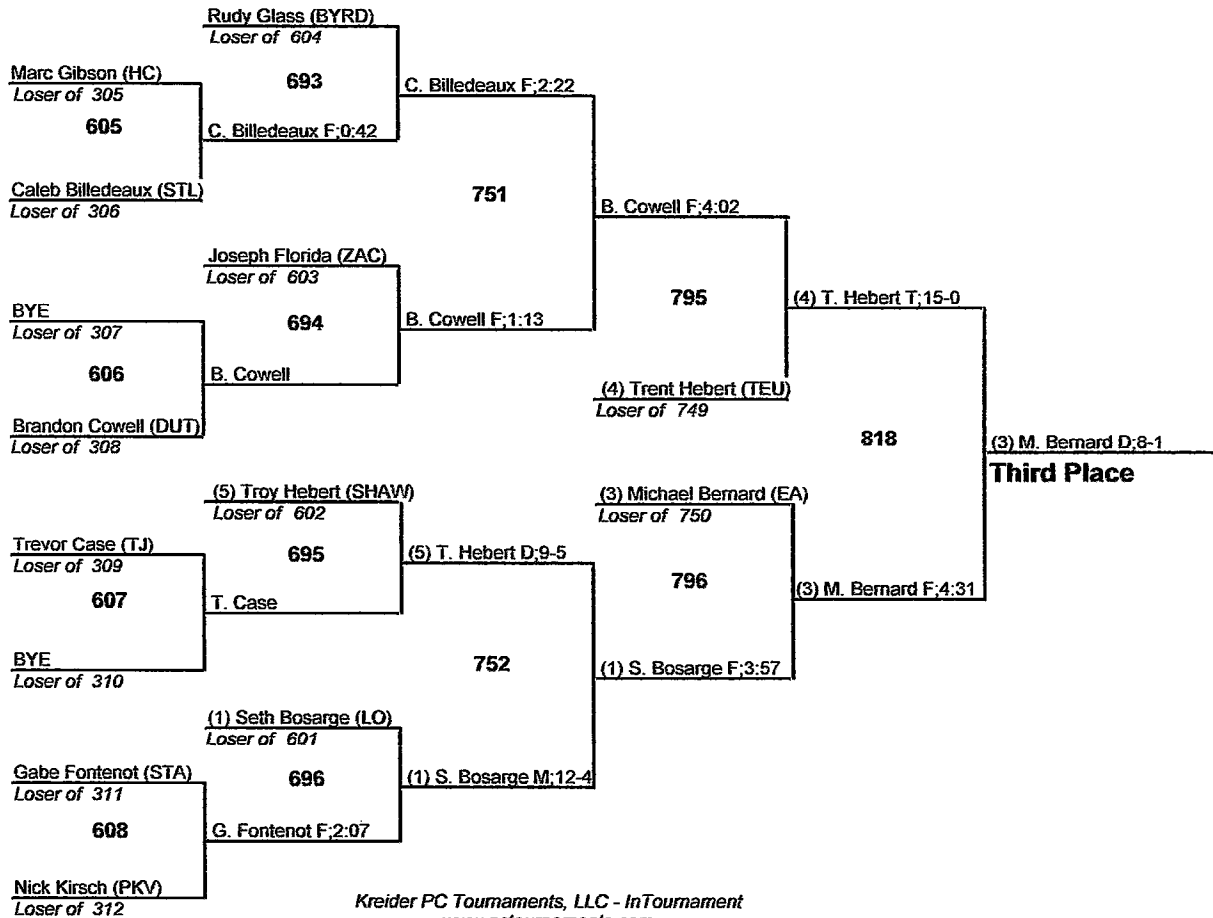 Rudy Glass (BYRD)
Loser of 604
Marc Gibson (HC)
Loser of 305
693
C. Billedeaux F;2:22
605
C. Billedeaux F;0:42
Caleb Billedeaux (STL)
Loser of 306
751
B. Cowell F;4:02
Joseph Florida (ZAC)
Loser of 603
BYE
Loser of 307
694
B. Cowell F;1:13
795
(4) T. Hebert T;15-0
606
B. Cowell
(4) Trent Hebert (TEU)
Loser of 749
Brandon Cowell (DUT)
Loser of 308
818
(3) M. Bernard D;8-1
Third Place
(5) Troy Hebert (SHAW)
Loser of 602
(3) Michael Bernard (EA)
Loser of 750
Trevor Case (TJ)
Loser of 309
695
(5) T. Hebert D;9-5
796
607
T. Case
(3) M. Bernard F;4:31
BYE
Loser of 310
752
(1) S. Bosarge F;3:57
(1) Seth Bosarge (LO)
Loser of 601
Gabe Fontenot (STA)
Loser of 311
696
(1) S. Bosarge M;12-4
608
G. Fontenot F;2:07
Nick Kirsch (PKV)
Loser of 312
Kreider PC Tournaments, LLC - InTournament